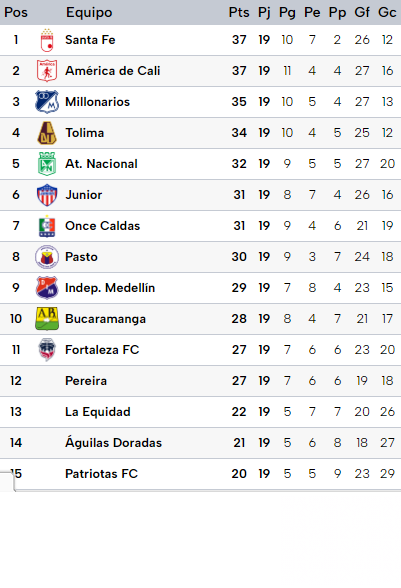 Pos Equipo Pts Pj Pg Pe Pp Gf Gc
1 Santa Fe 37 19 10 7 2 26 12
2 América de Cali 37 19 11 4 4 27 16
3 Millonarios 35 19 10 5 4 27 13
4 Tolima 34 19 10 4 5 25 12
5 At. Nacional 32 19 9 5 5 27 20
6 Junior 31 19 8 7 4 26 16
7 Once Caldas 31 19 9 4 6 21 19
8 Pasto 30 19 9 3 7 24 18
9 Indep. Medellín 29 19 7 8 4 23 15
10 Bucaramanga 28 19 8 4 7 21 17
11 Fortaleza FC 27 19 7 6 6 23 20
12 Pereira 27 19 7 6 6 19 18
13 La Equidad 22 19 5 7 7 20 26
14 Águilas Doradas 21 19 5 6 8 18 27
15 Patriotas FC 20 19 5 5 9 23 29